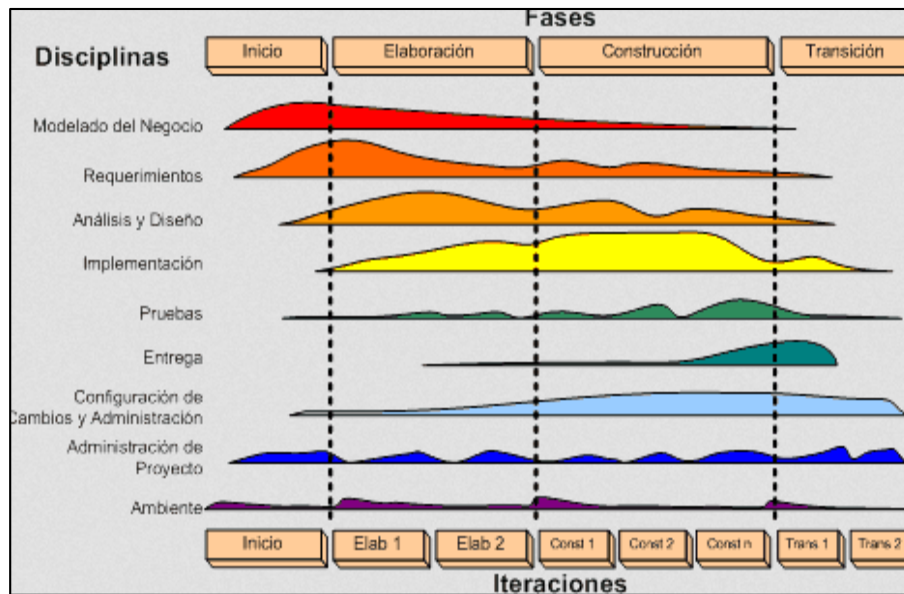 Fases
Disciplinas
Inicio
Elaboración
Construcción
Transición
Modelado del Negocio
Requerimientos
Análisis y Diseño
Implementación
Pruebas
Entrega
Configuración de
Cambios y Administración
Administración de
Proyecto
Ambiente
Inicio
Elab 1
Elab 2
Const 1
Const 2
Const n
Trans 1
Trans 2
Iteraciones